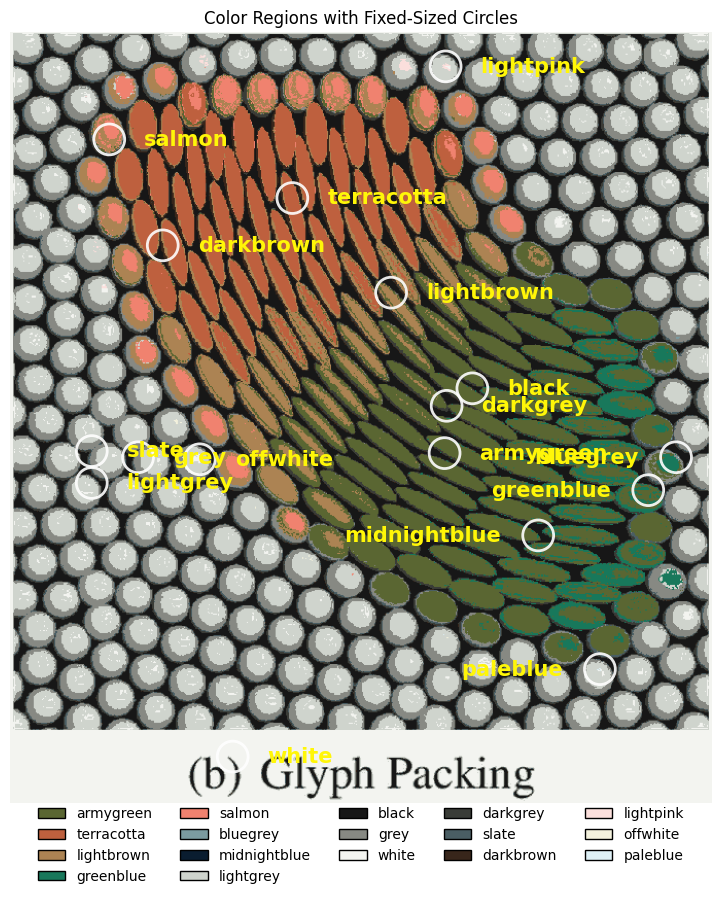 Color Regions with Fixed-Sized Circles
lightpink
salmon
terracotta
darkbrown
lightbrown
black
darkgrey
slate
grey
offwhite
armygreen
bluegrey
lightgrey
greenblue
midnightblue
paleblue
white
(b) Glyph Packing
armygreen salmon black darkgrey lightpink
terracotta bluegrey grey slate offwhite
lightbrown midnightblue white darkbrown paleblue
greenblue lightgrey